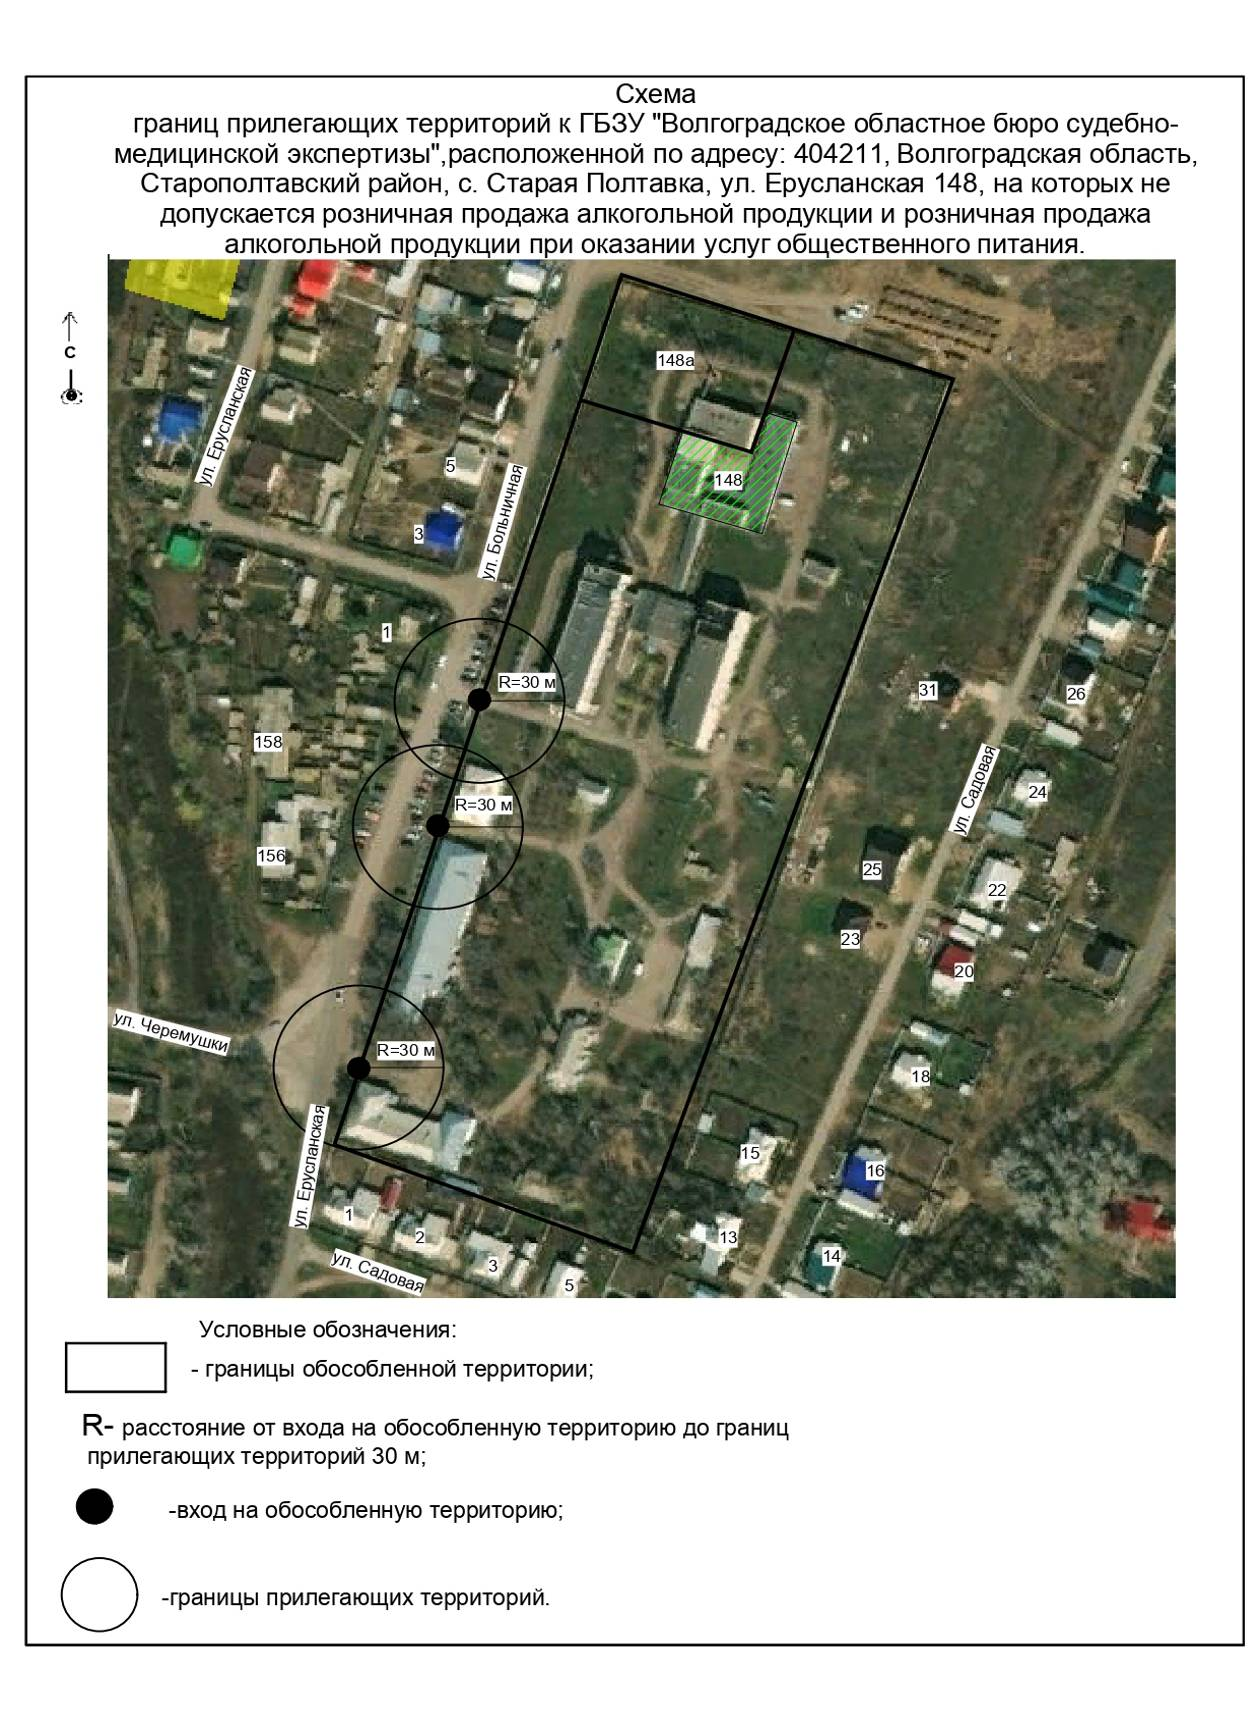 Схема
границ прилегающих территорий к ГБЗУ "Волгоградское областное бюро судебно-
медицинской экспертизы",расположенной по адресу: 404211, Волгоградская область,
Старополтавский район, с. Старая Полтавка, ул. Ерусланская 148, на которых не
допускается розничная продажа алкогольной продукции и розничная продажа
алкогольной продукции при оказании услуг общественного питания.
С
148а
ул. Ерусланская
5
148
ул. Больничная
3
1
R=30 м
31
26
158
ул. Садовая
24
R=30 м
156
25
22
23
20
ул. Черемушки
R=30 м
18
ул. Ерусланская
15
16
1
2
13
3
14
ул. Садовая
5
Условные обозначения:
- границы обособленной территории;
R- расстояние от входа на обособленную территорию до границ
прилегающих территорий 30 м;
-вход на обособленную территорию;
-границы прилегающих территорий.